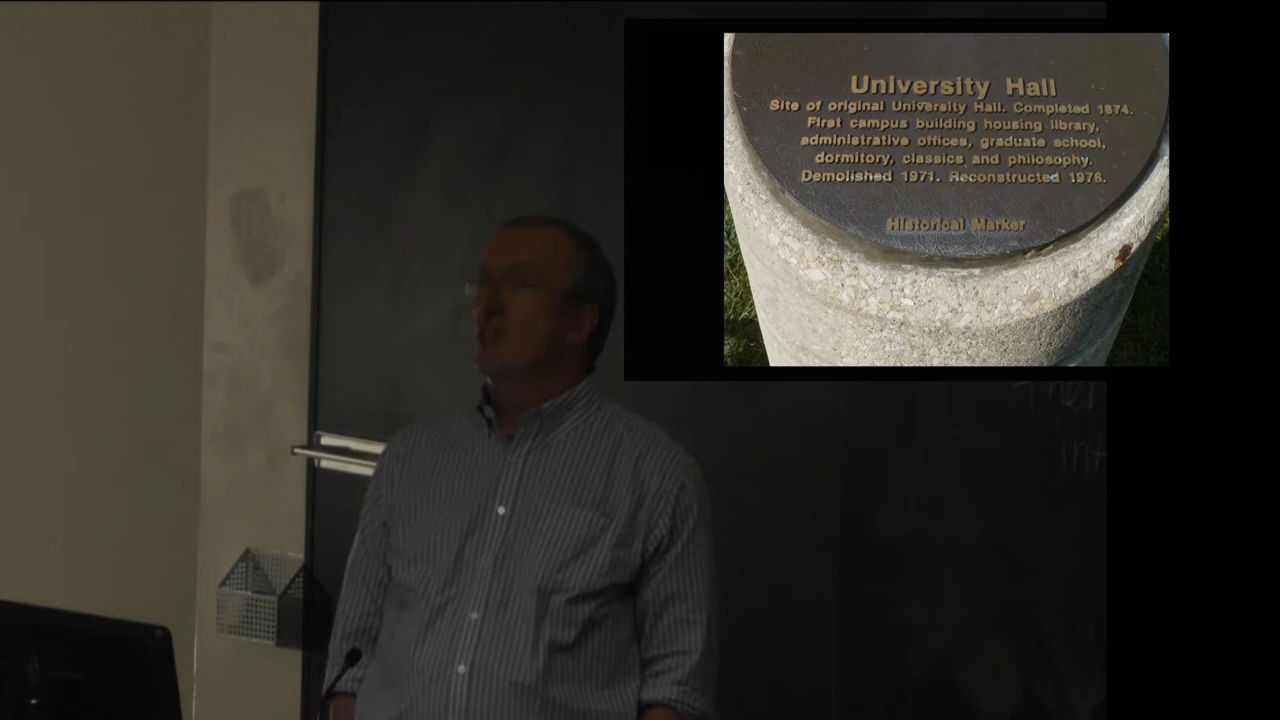 University Hall
Site of original University Hall. Completed 1874.
First campus building housing library,
administrative offices, graduate school,
dormitory, classics and philosophy.
Demolished 1971. Reconstructed 1976.
Historical Marker